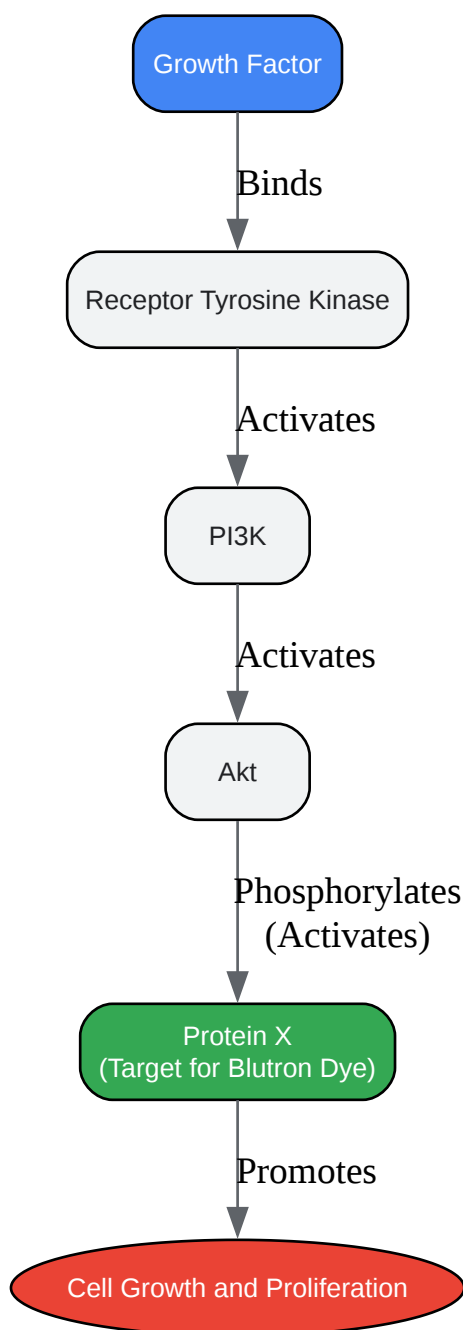 Growth Factor
Binds
Receptor Tyrosine Kinase
Activates
PI3K
Activates
Akt
Phosphorylates
(Activates)
Protein X
(Target for Blutron Dye)
Promotes
Cell Growth and Proliferation